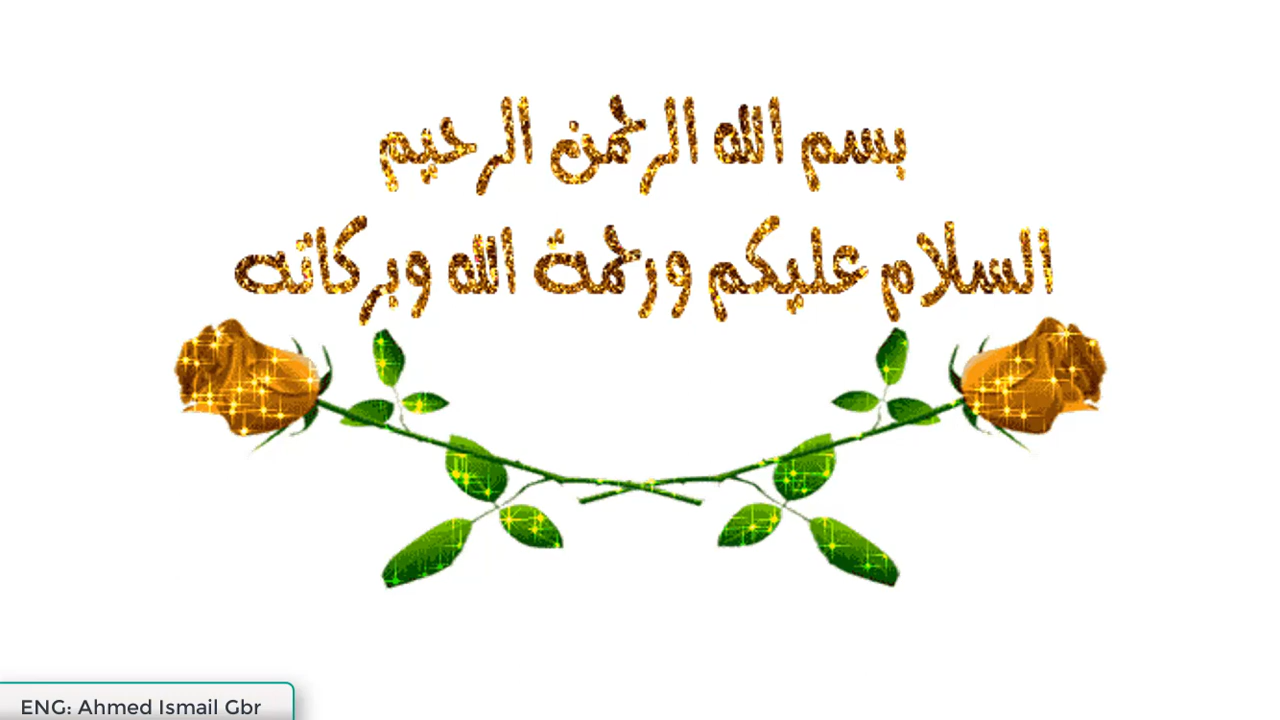 بسم الله الرحمن الرحيم
السلام عليكم ورحمة الله وبركاته
ENG: Ahmed Ismail Gbr